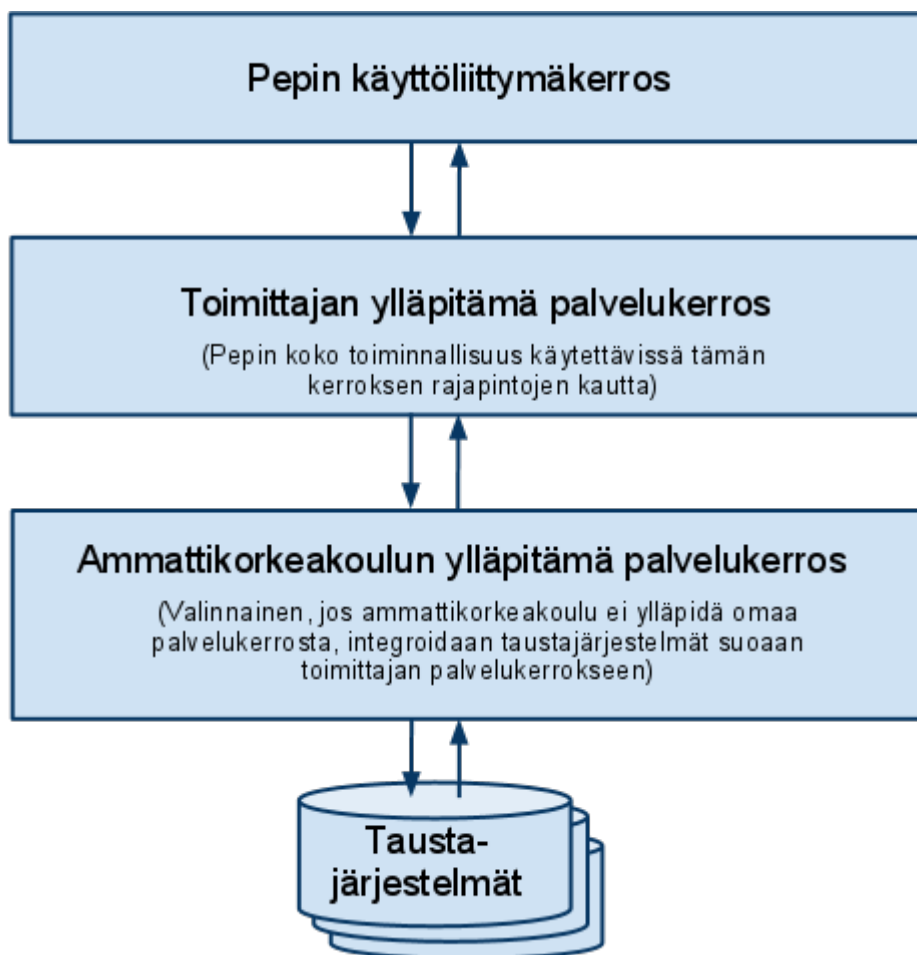 Pepin käyttöliittymäkerros
Toimittajan ylläpitämä palvelukerros
(Pepin koko toiminnallisuus käytettävissä tämän
kerroksen rajapintojen kautta)
Ammattikorkeakoulun ylläpitämä palvelukerros
(Valinnainen, jos ammattikorkeakoulu ei ylläpidä omaa
palvelukerrosta, integroidaan taustajärjestelmät suoaan
toimittajan palvelukerrokseen)
Tausta-
järjestelmät